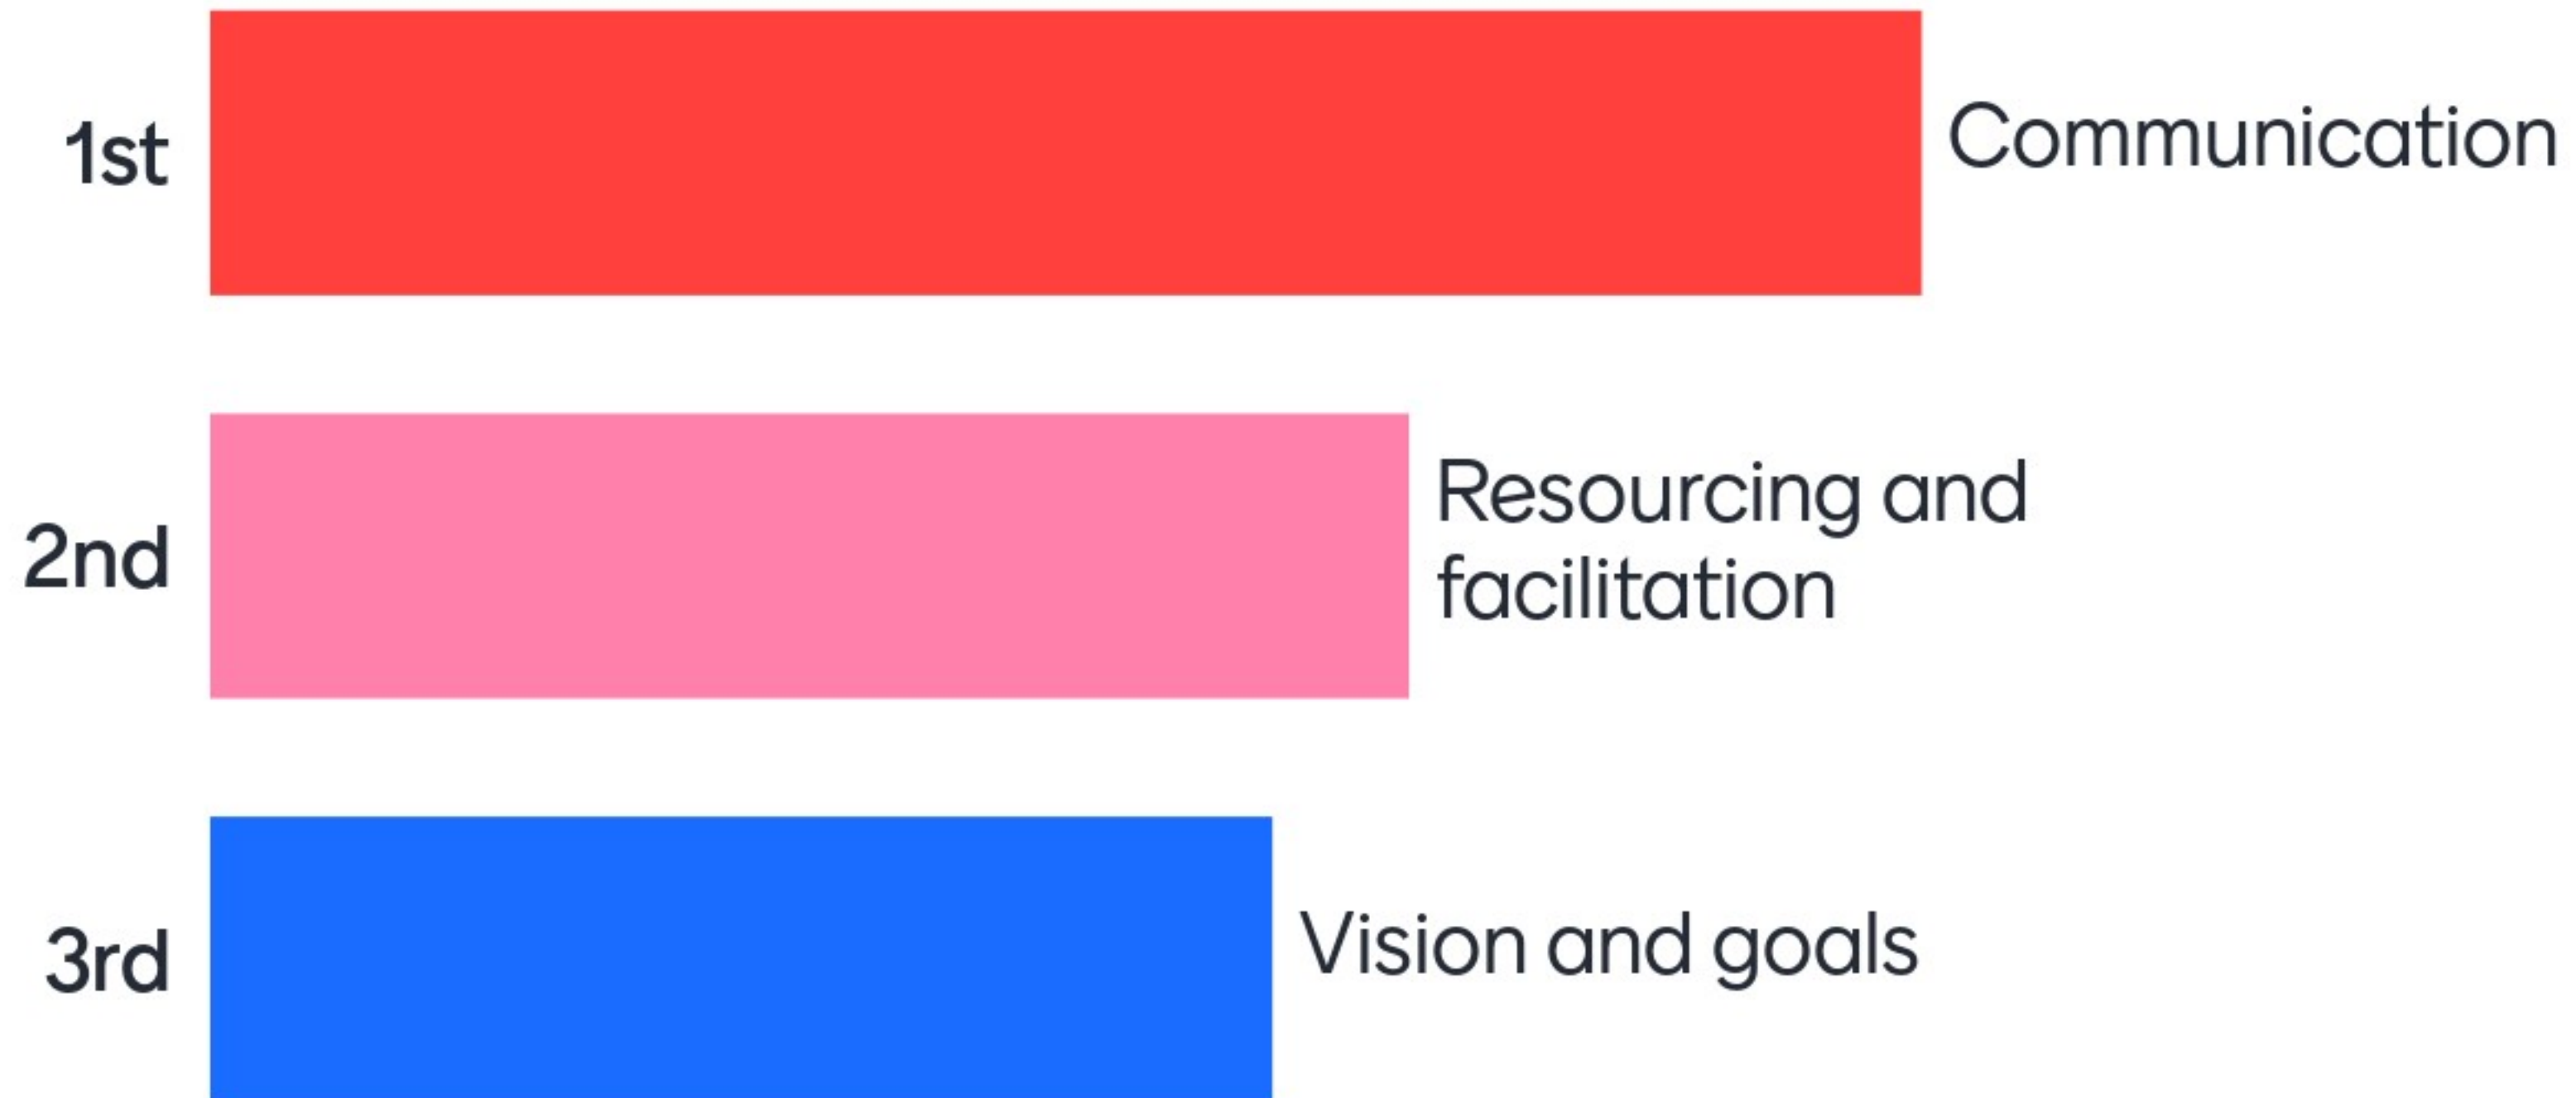 1st
Communication
2nd
Resourcing and
facilitation
3rd
Vision and goals